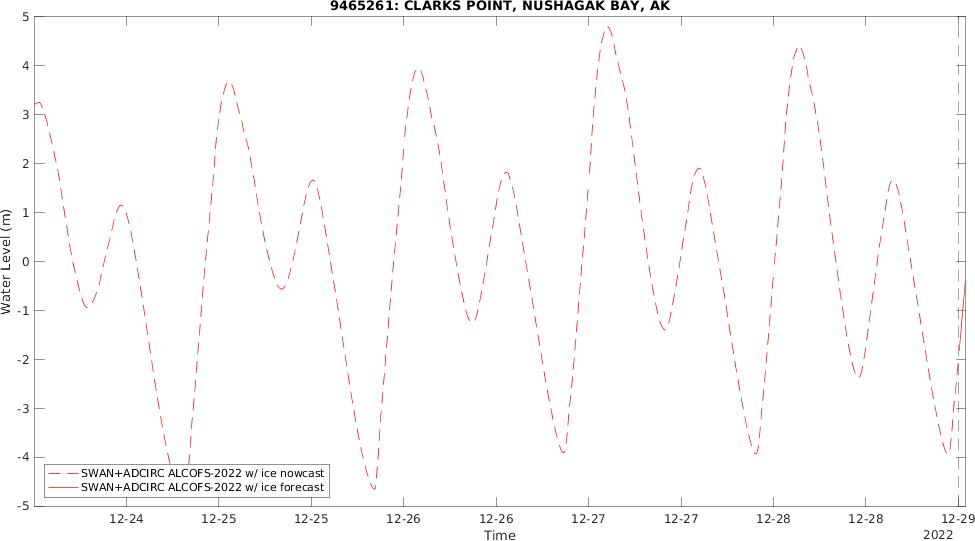 9465261: CLARKS POINT, NUSHAGAK BAY, AK
5
4
3
2
1
0
-1
-2
-3
-4
-5
Water Level (m)
SWAN+ADCIRC ALCOFS-2022 w/ ice nowcast
SWAN+ADCIRC ALCOFS-2022 w/ ice forecast
12-24 12-25 12-25 12-26 12-26 12-27 12-27 12-28 12-28 12-29
Time
2022